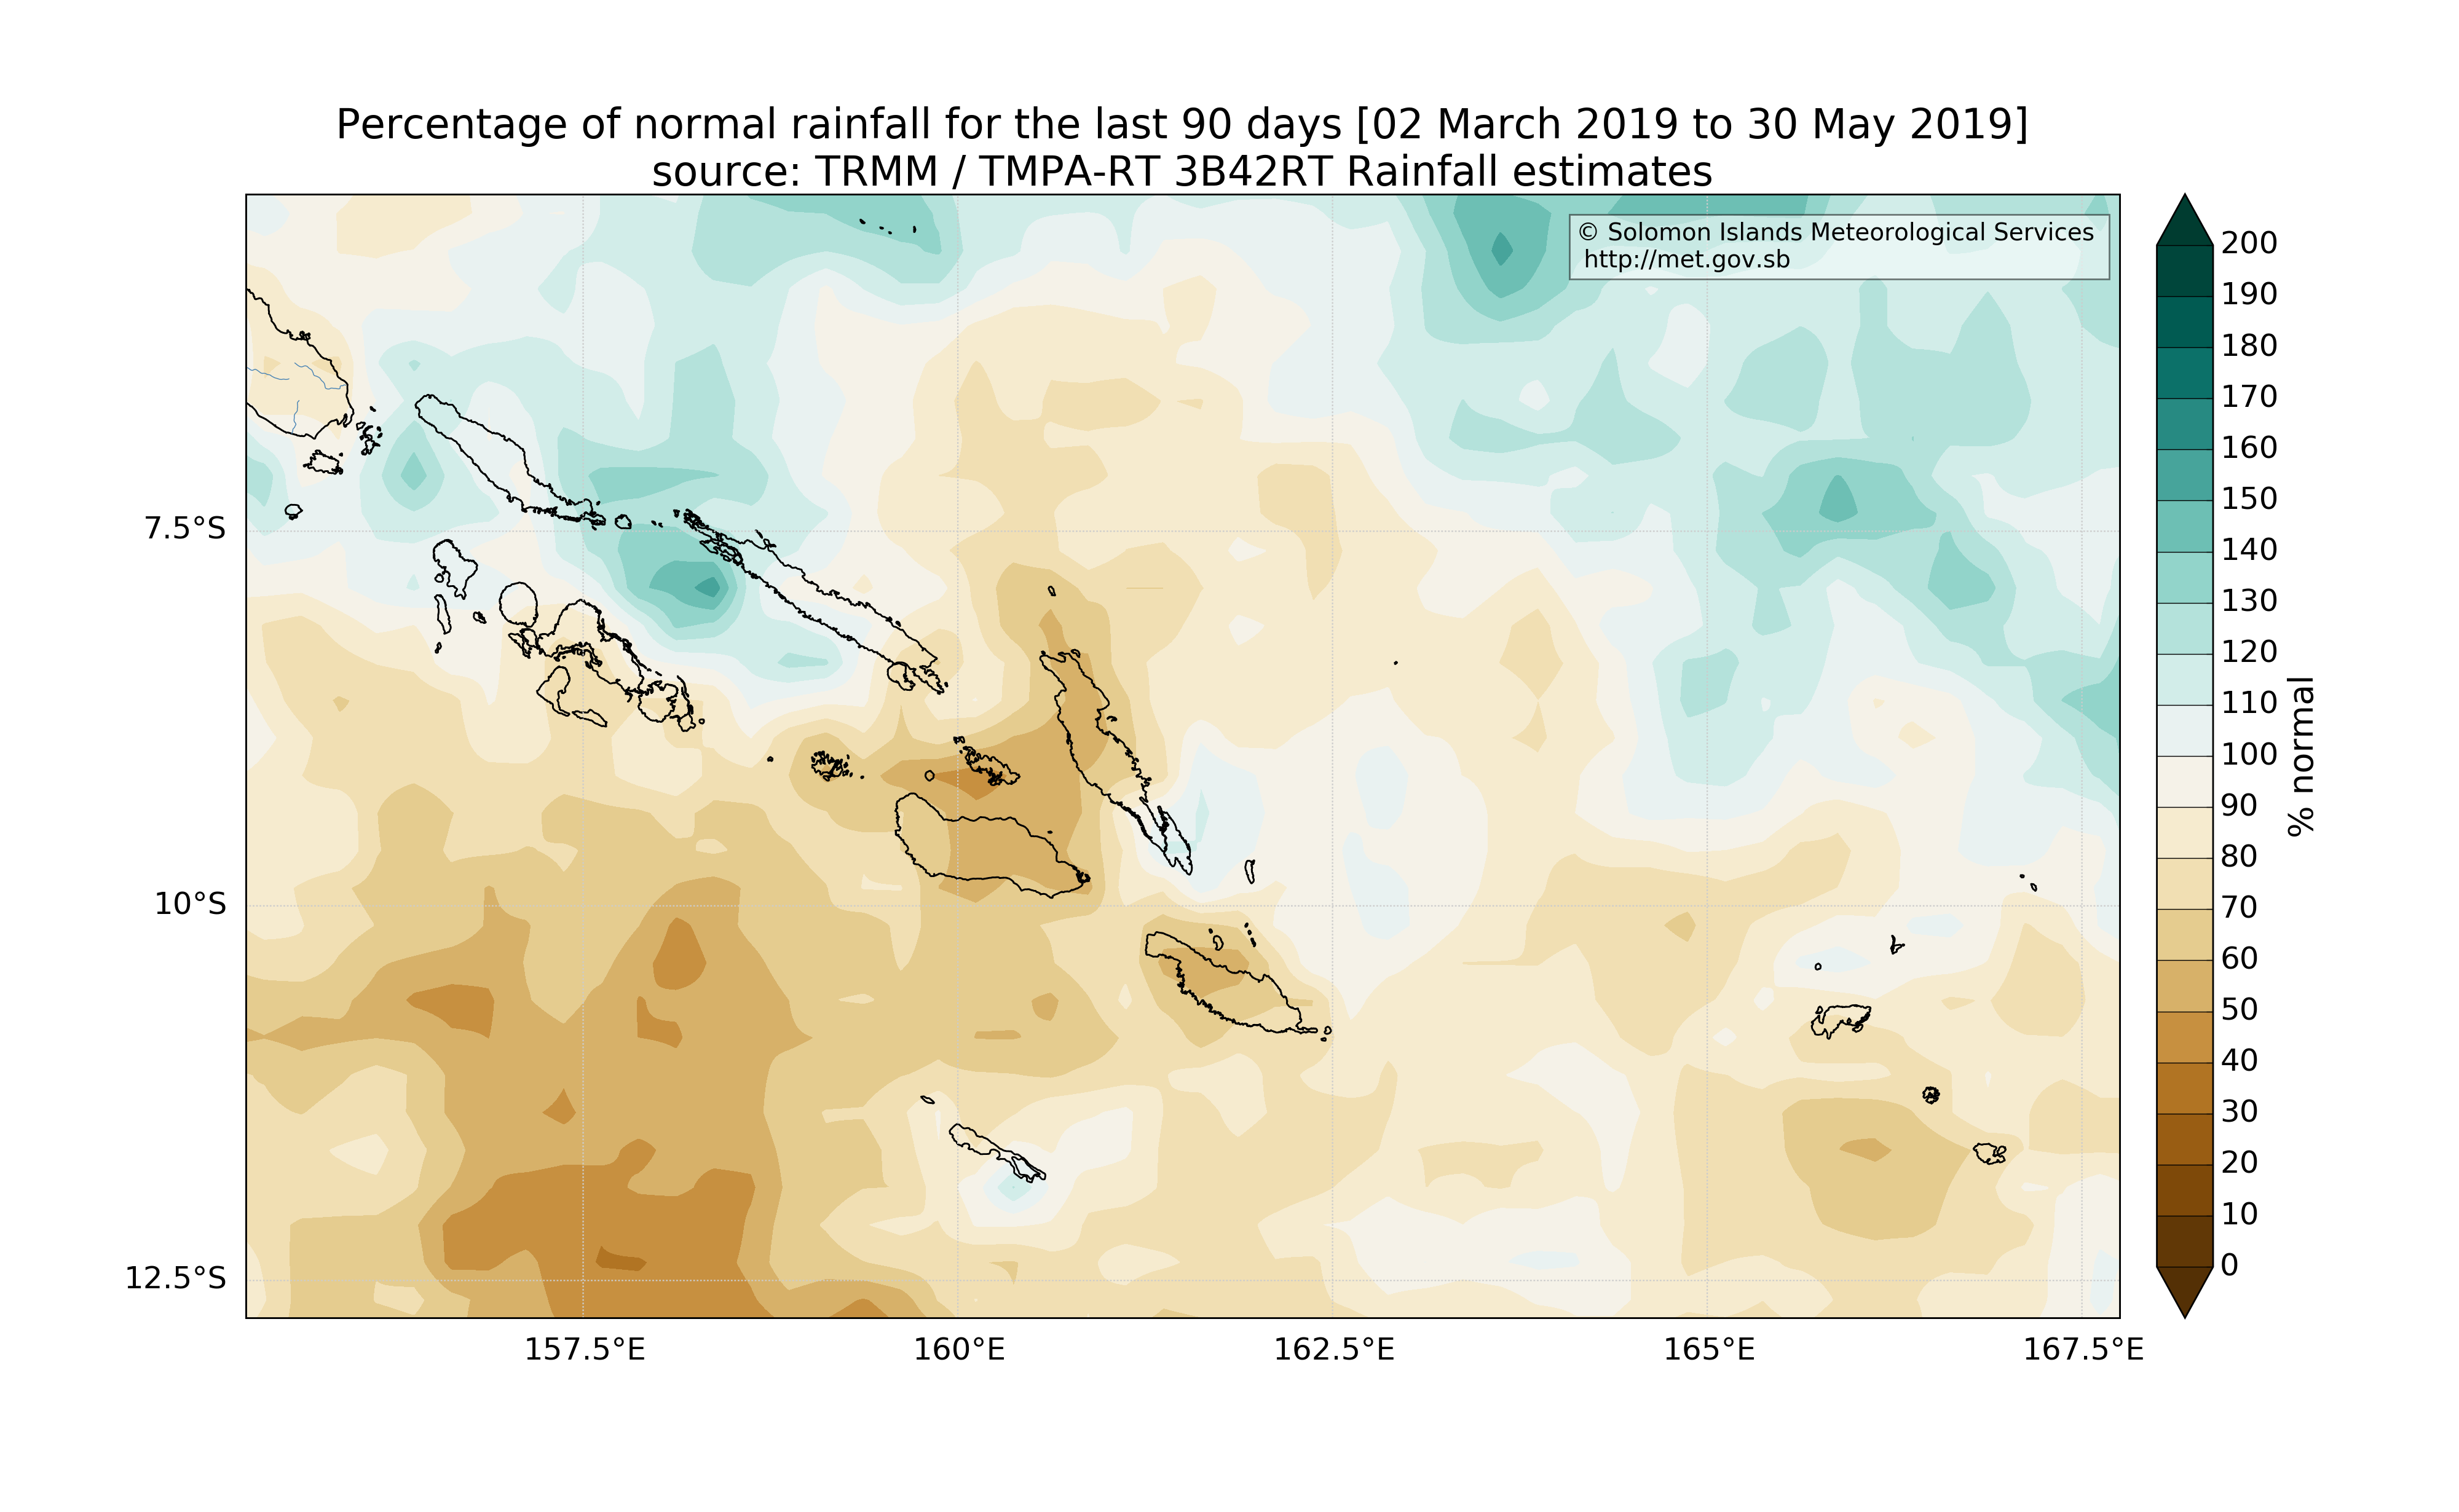 Percentage of normal rainfall for the last 90 days [02 March 2019 to 30 May 2019]
source: TRMM / TMPA-RT 3B42RT Rainfall estimates
© Solomon Islands Meteorological Services
http://met.gov.sb
7.5°S
10°S
12.5°S
157.5°E
160°E
162.5°E
165°E
167.5°E
200
190
180
170
160
150
140
130
120
110
100
90
80
70
60
50
40
30
20
10
0
% normal